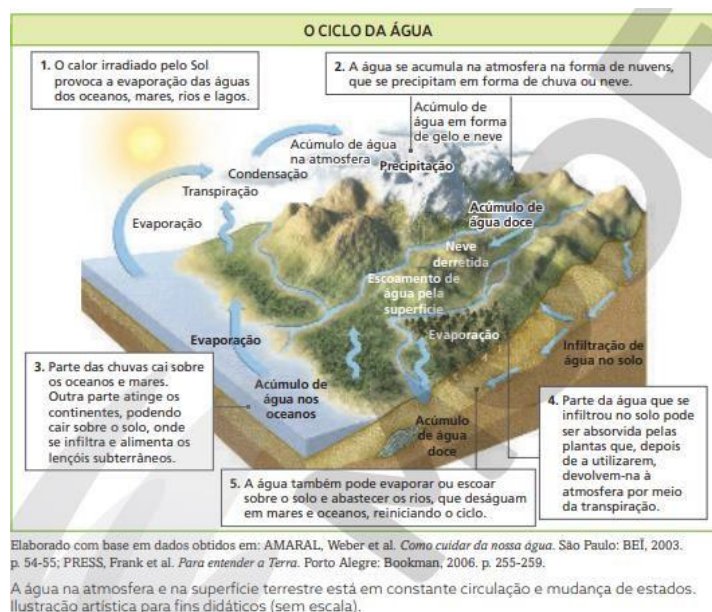 O CICLO DA ÁGUA
1. O calor irradiado pelo Sol
provoca a evaporação das águas
dos oceanos, mares, rios e lagos.
2. A água se acumula na atmosfera na forma de nuvens,
que se precipitam em forma de chuva ou neve.
Acúmulo de
água em forma
de gelo e neve
Acúmulo de água
na atmosfera
Precipitação
Condensação
Transpiração
Evaporação
Acúmulo de
água doce
Neve
derretida
Escoamento de
água pela
superfície
Evaporação
Evaporação
Infiltração de
água no solo
3. Parte das chuvas cai sobre
os oceanos e mares.
Outra parte atinge os
continentes, podendo
cair sobre o solo, onde
se infiltra e alimenta os
lençóis subterrâneos.
Acúmulo de
água nos
oceanos
Acúmulo
de água
doce
4. Parte da água que se
infiltrou no solo pode
ser absorvida pelas
plantas que, depois
de a utilizarem,
devolvem-na à
atmosfera por meio
da transpiração.
5. A água também pode evaporar ou escoar
sobre o solo e abastecer os rios, que deságuam
em mares e oceanos, reiniciando o ciclo.
Elaborado com base em dados obtidos em: AMARAL, Weber et al. Como cuidar da nossa água. São Paulo: BEĨ, 2003.
p. 54-55; PRESS, Frank et al. Para entender a Terra. Porto Alegre: Bookman, 2006. p. 255-259.
A água na atmosfera e na superfície terrestre está em constante circulação e mudança de estados.
Ilustração artística para fins didáticos (sem escala).